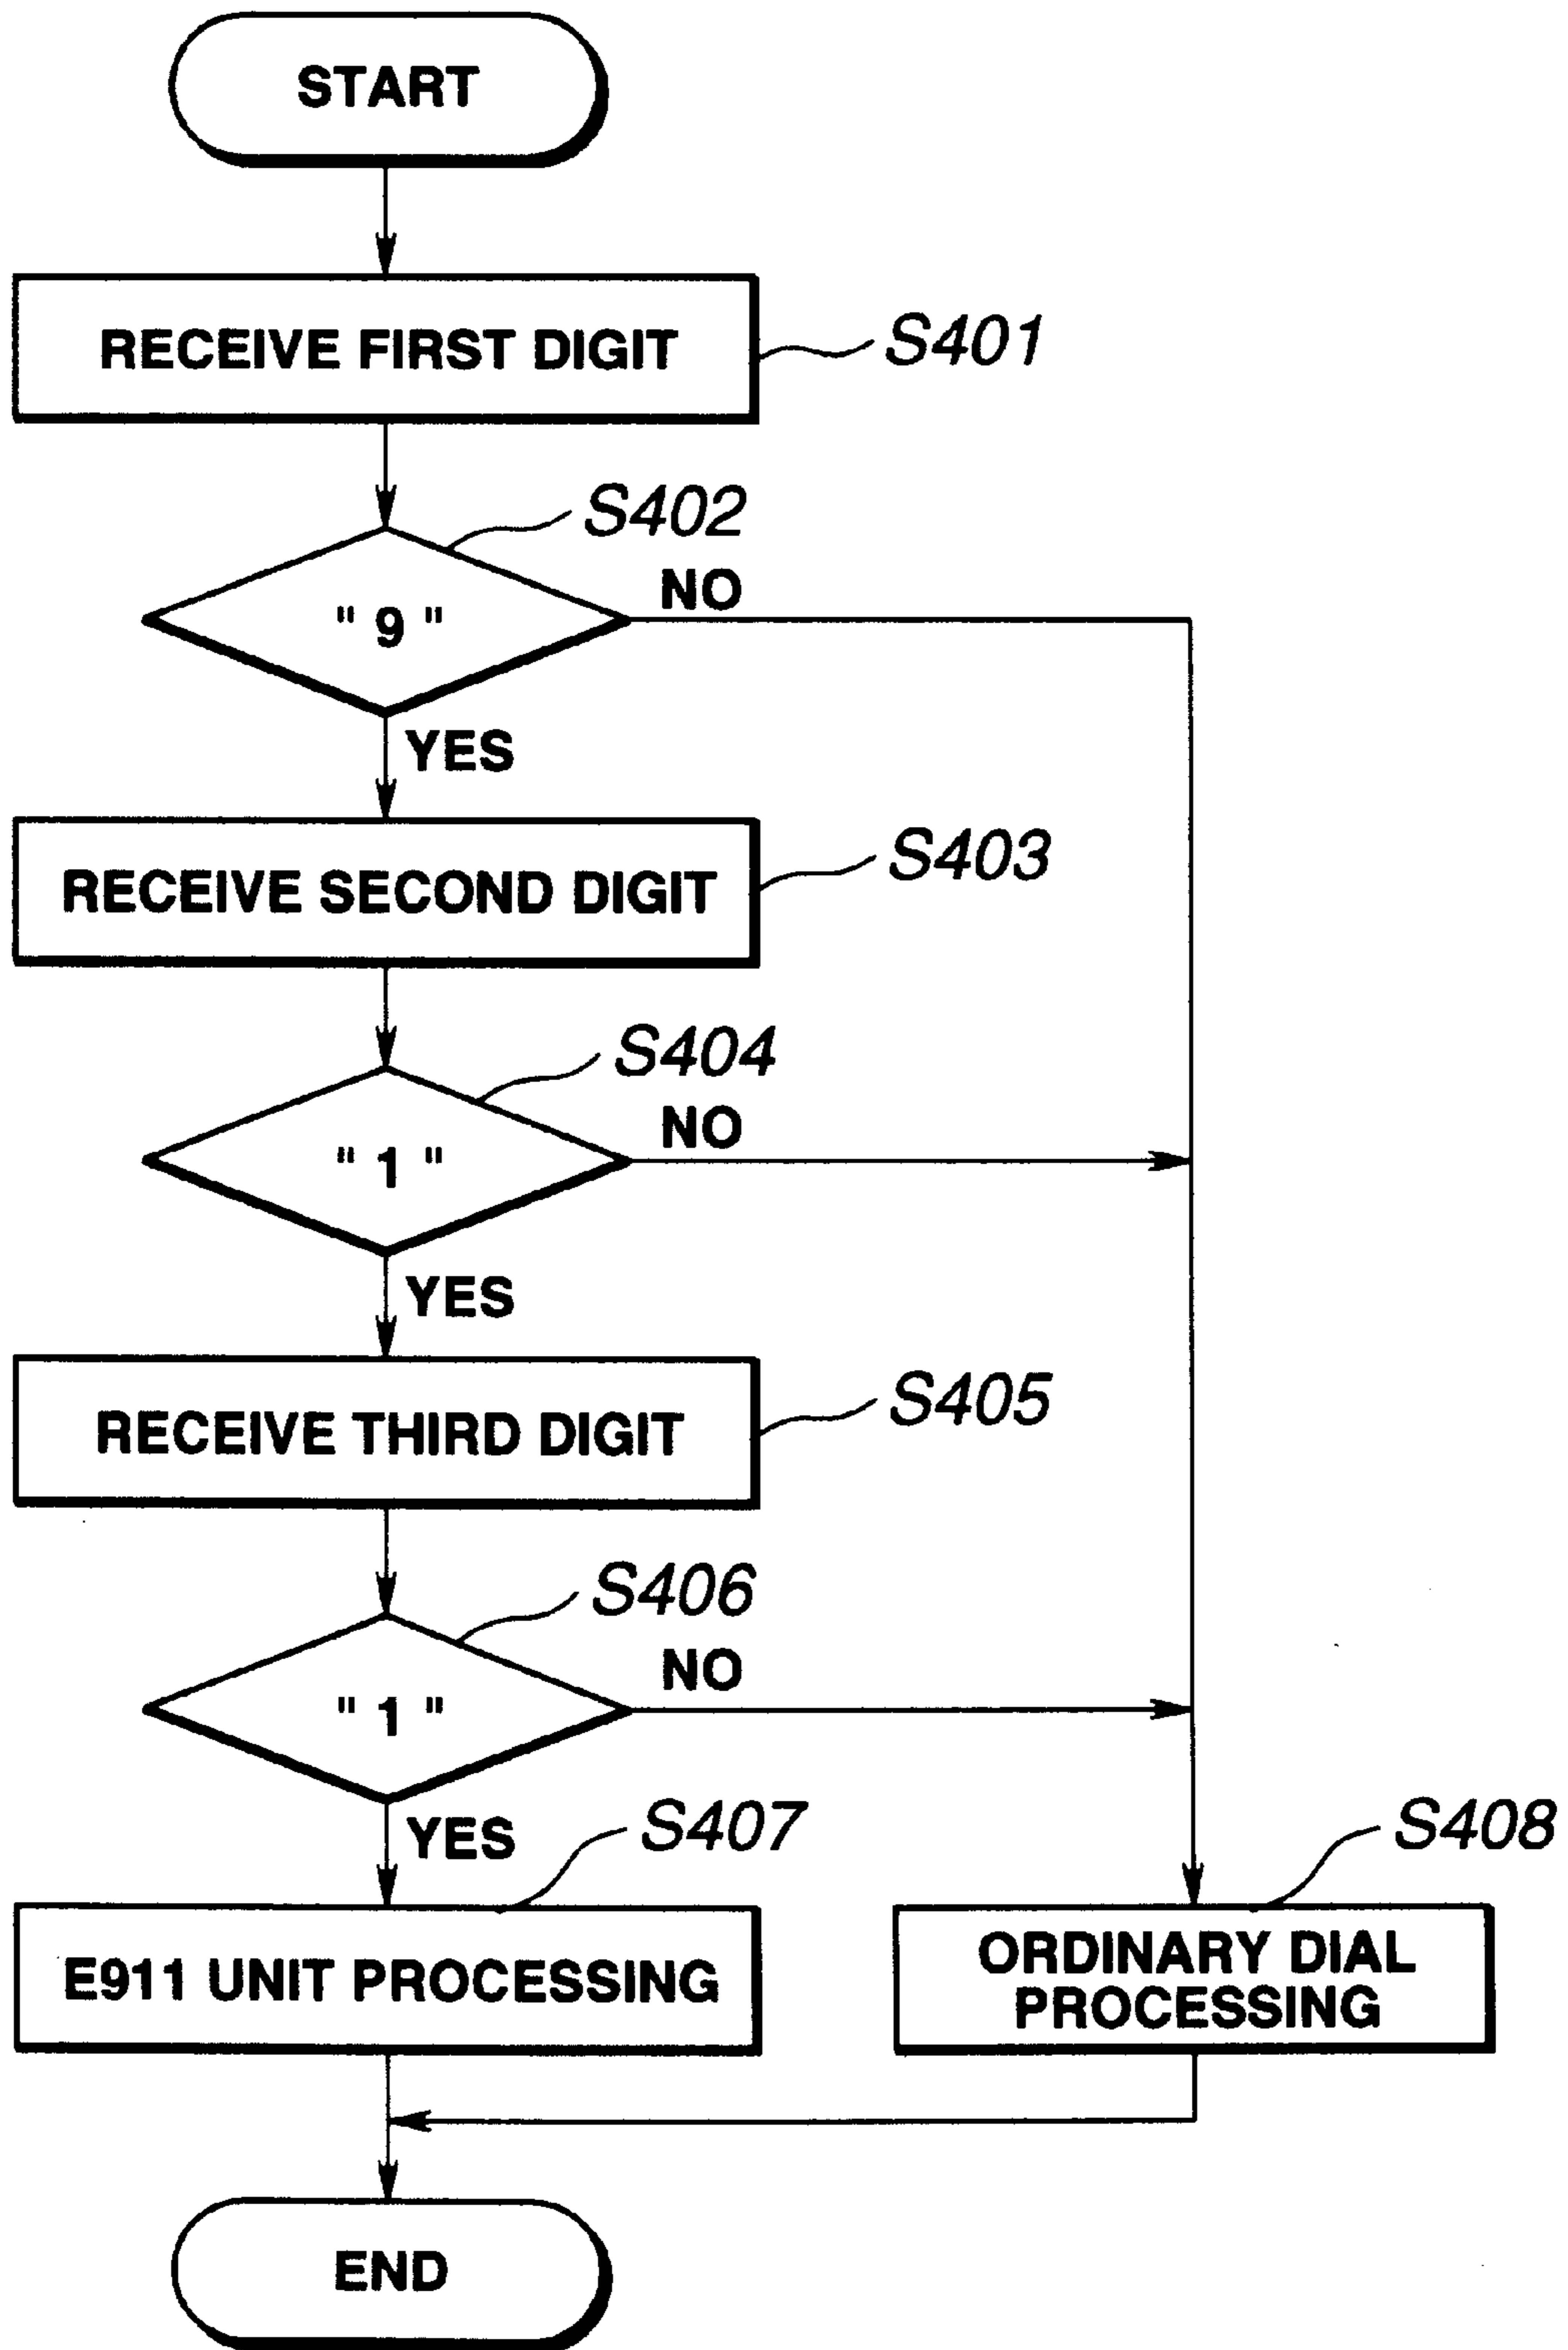 START
RECEIVE FIRST DIGIT
S401
S402
" 9 "
NO
YES
RECEIVE SECOND DIGIT
S403
S404
" 1 "
NO
YES
RECEIVE THIRD DIGIT
S405
S406
" 1 "
NO
YES
S407
E911 UNIT PROCESSING
S408
ORDINARY DIAL
PROCESSING
END